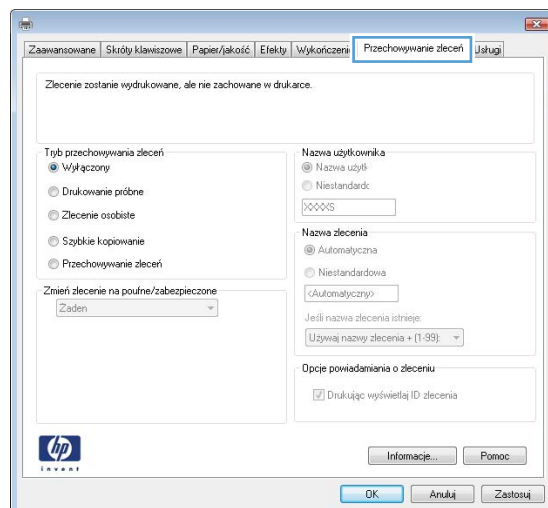 Zaawansowane Skróty klawiszowe Papier/jakość Efekty Wykończeni Przechowywanie zleceń Usługi
Zlecenie zostanie wydrukowane, ale nie zachowane w drukarce.
Tryb przechowywania zleceń
Wyłączony
Drukowanie próbne
Zlecenie osobiste
Szybkie kopiowanie
Przechowywanie zleceń
Zmień zlecenie na poufne/zabezpieczone
Żaden
Nazwa użytkownika
Nazwa użytk
Niestandardc
XXXXS
Nazwa zlecenia
Automatyczna
Niestandardowa
<Automatyczny>
Jeśli nazwa zlecenia istnieje:
Używaj nazwy zlecenia + (1-99):
Opcje powiadamiania o zleceniu
Drukując wyświetlaj ID zlecenia
hp
invent
Informacje... Pomoc
OK Anuluj Zastosuj